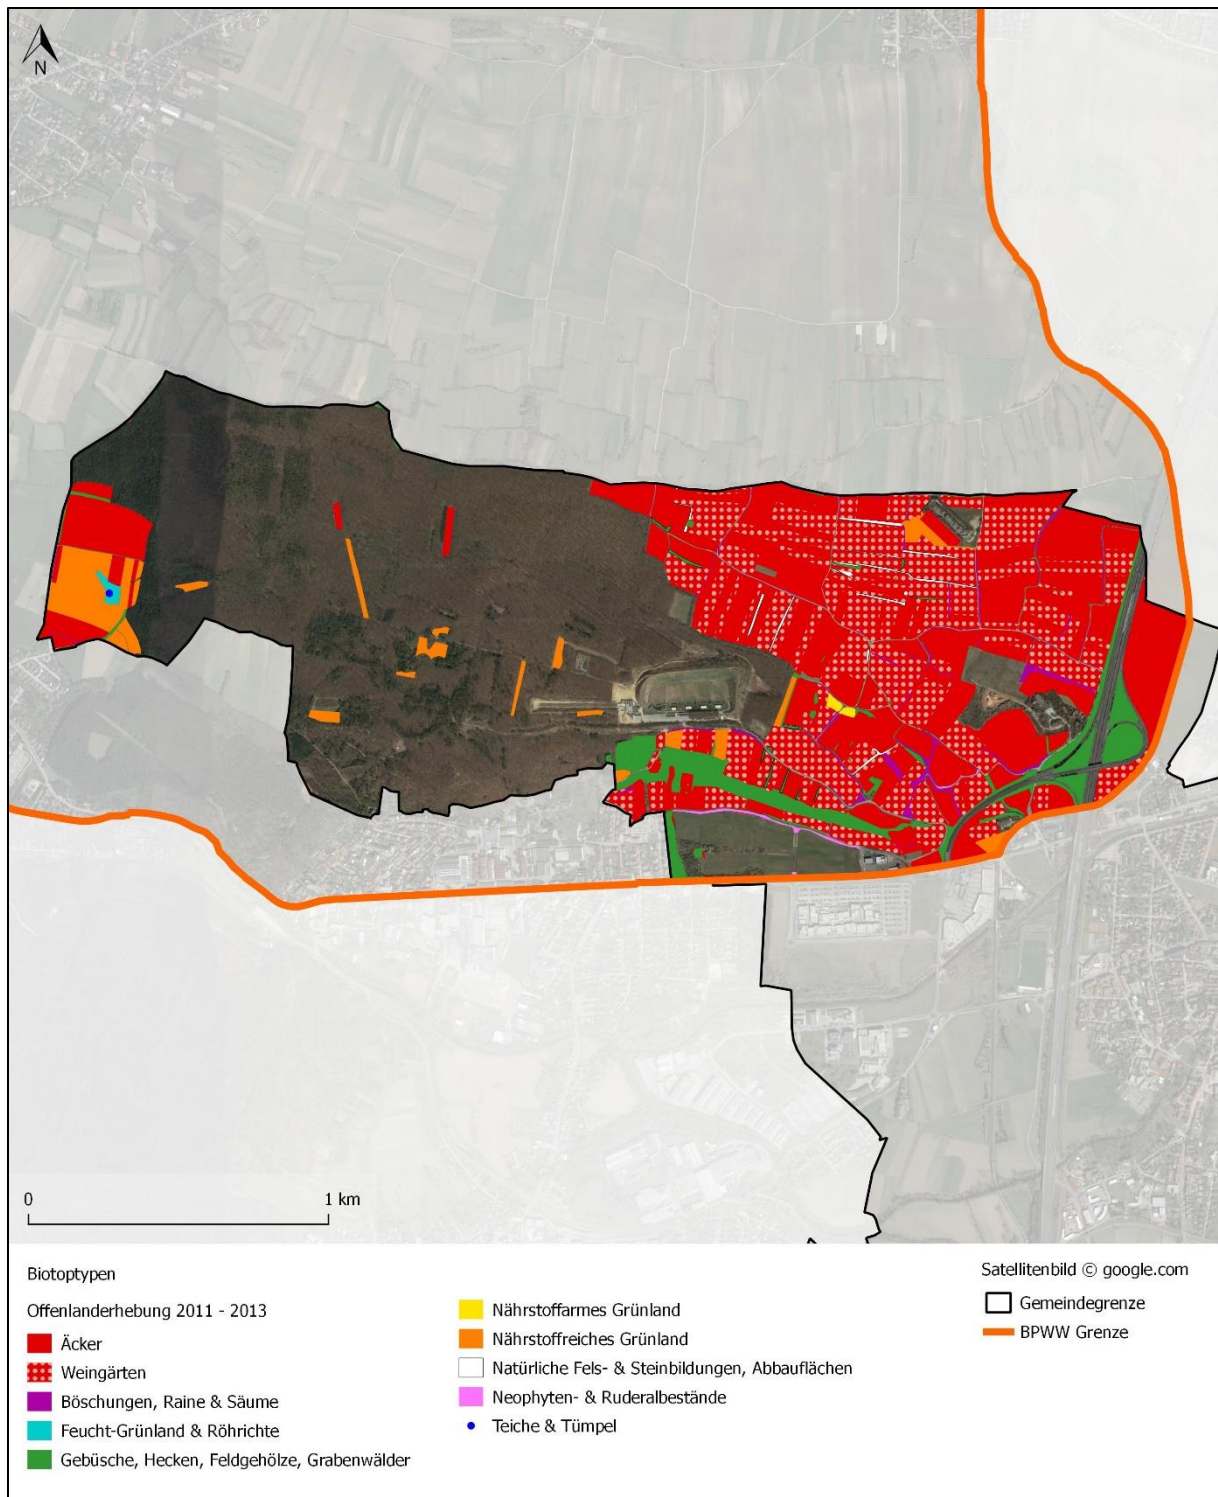 N
0 1 km
Biotoptypen
Offenlanderhebung 2011 - 2013
Äcker
Weingärten
Böschungen, Raine & Säume
Feucht-Grünland & Röhrichte
Gebüsche, Hecken, Feldgehölze, Grabenwälder
Nährstoffarmes Grünland
Nährstoffreiches Grünland
Natürliche Fels- & Steinbildungen, Abbauflächen
Neophyten- & Ruderalbestände
Teiche & Tümpel
Satellitenbild © google.com
Gemeindegrenze
BPWW Grenze